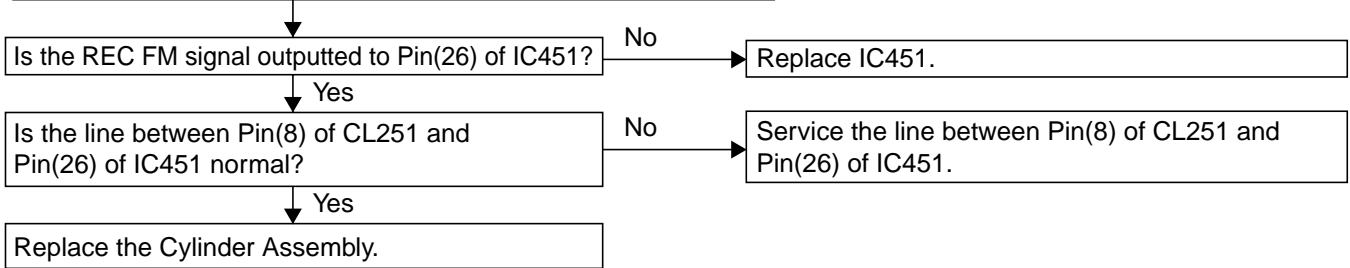 Is the REC FM signal outputted to Pin(26) of IC451?
No
Replace IC451.
Yes
Is the line between Pin(8) of CL251 and
Pin(26) of IC451 normal?
No
Service the line between Pin(8) of CL251 and
Pin(26) of IC451.
Yes
Replace the Cylinder Assembly.